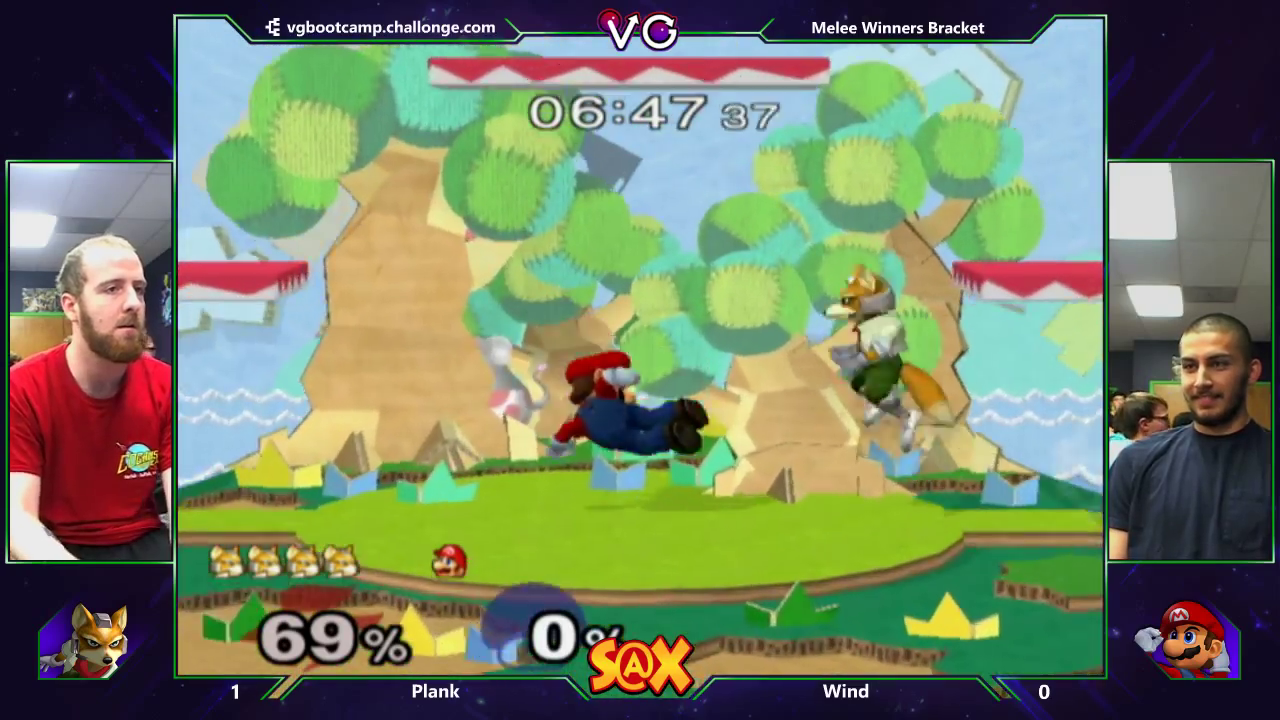 vgbootcamp.challonge.com
VG
Melee Winners Bracket
06:47 37
69%
0%
S@X
1
Plank
Wind
0